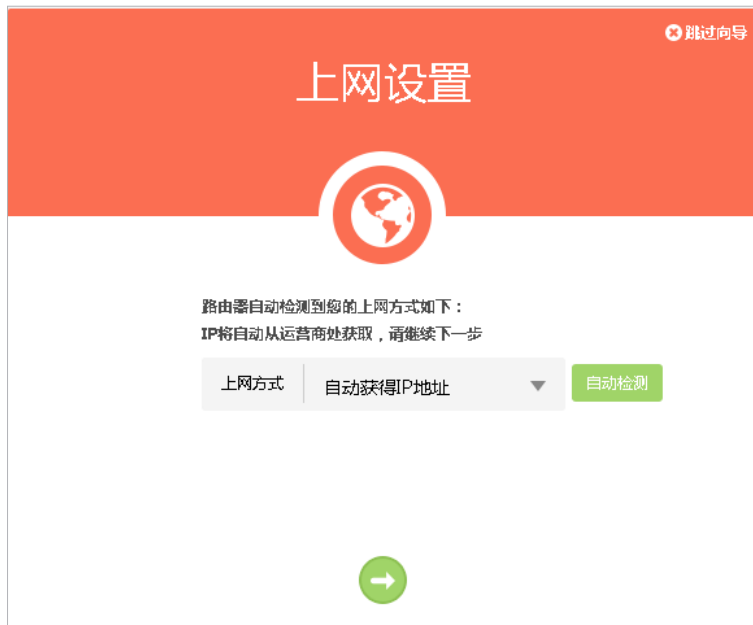 跳过向导
上网设置
路由器自动检测到您的上网方式如下：
IP将自动从运营商处获取，请继续下一步
上网方式 自动获得IP地址 自动检测